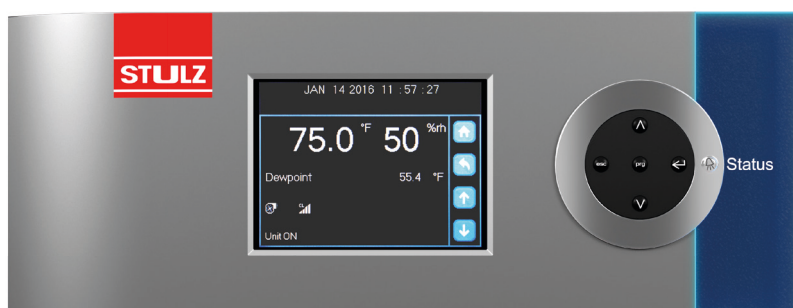 STULZ
JAN 14 2016 11 :57 : 27
75.0 °F 50 %rh
Dewpoint 55.4 °F
CL
Unit ON
esc prg
Status